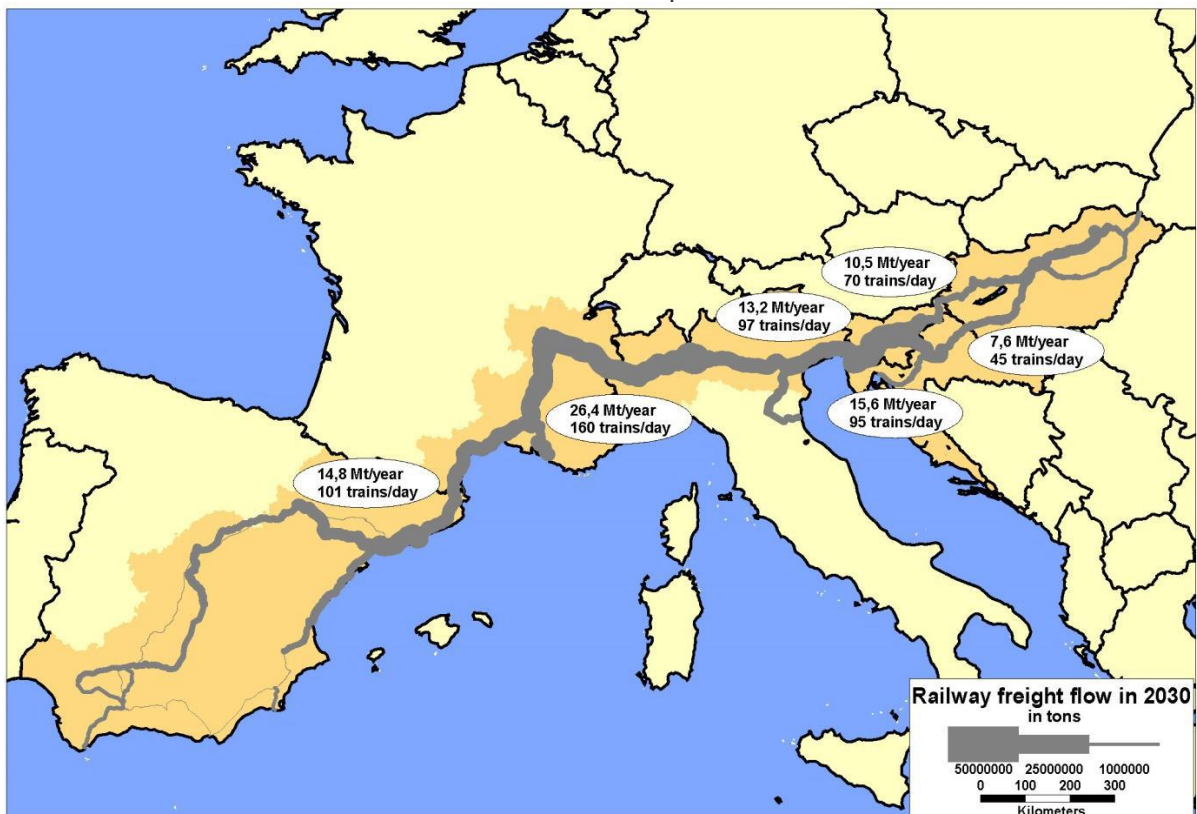 10,5 Mt/year
70 trains/day
13,2 Mt/year
97 trains/day
7,6 Mt/year
45 trains/day
15,6 Mt/year
95 trains/day
26,4 Mt/year
160 trains/day
14,8 Mt/year
101 trains/day
Railway freight flow in 2030
in tons
50000000 25000000 1000000
0 100 200 300
Kilometers